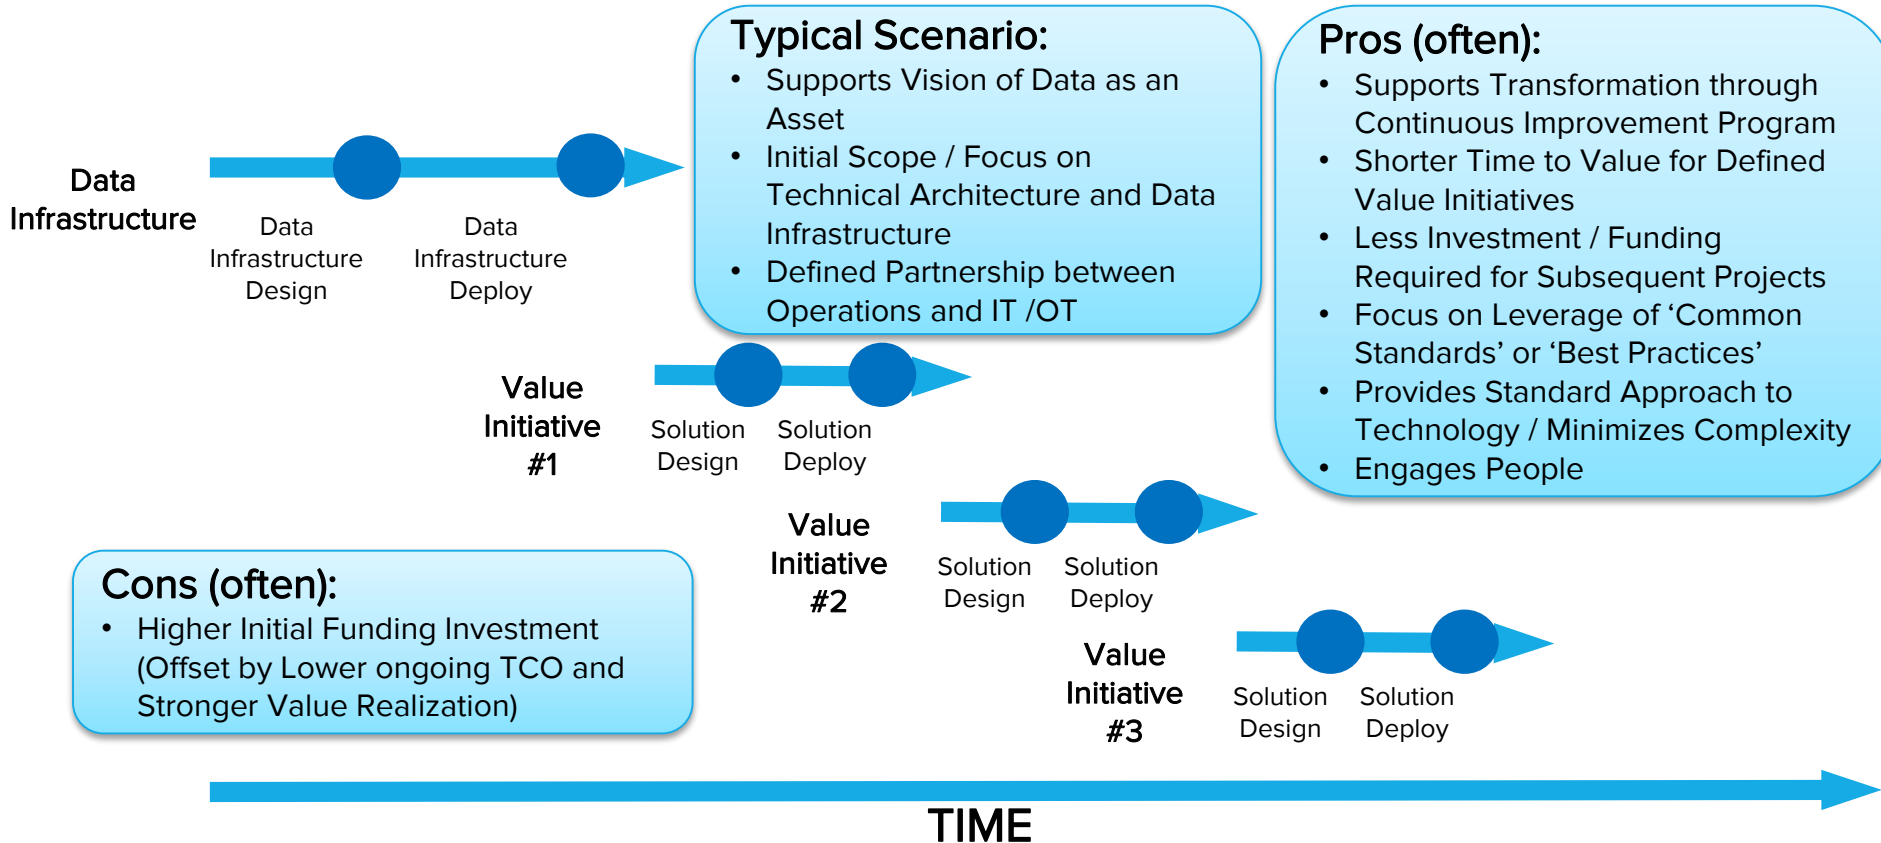 Typical Scenario:
• Supports Vision of Data as an
Asset
• Initial Scope / Focus on
Technical Architecture and Data
Infrastructure
• Defined Partnership between
Operations and IT /OT
Pros (often):
• Supports Transformation through
Continuous Improvement Program
• Shorter Time to Value for Defined
Value Initiatives
• Less Investment / Funding
Required for Subsequent Projects
• Focus on Leverage of ‘Common
Standards’ or ‘Best Practices’
• Provides Standard Approach to
Technology / Minimizes Complexity
• Engages People
Data
Infrastructure
Data
Infrastructure
Design
Data
Infrastructure
Deploy
Value
Initiative
#1
Solution
Design
Solution
Deploy
Value
Initiative
#2
Solution
Design
Solution
Deploy
Cons (often):
• Higher Initial Funding Investment
(Offset by Lower ongoing TCO and
Stronger Value Realization)
Value
Initiative
#3
Solution
Design
Solution
Deploy
TIME